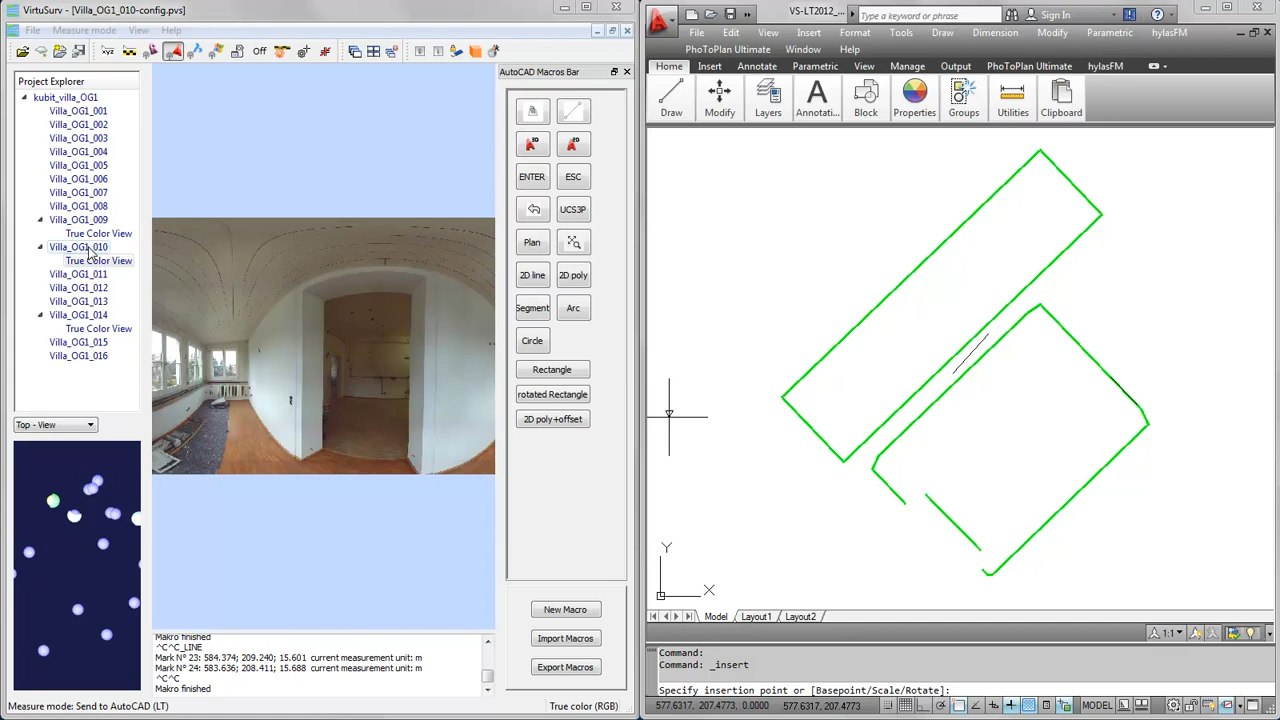 VirtuSurv - [Villa_OG1_010-config.pvs]
File Measure mode View Help
Off
Project Explorer
kubit_villa_OG1
Villa_OG1_001
Villa_OG1_002
Villa_OG1_003
Villa_OG1_004
Villa_OG1_005
Villa_OG1_006
Villa_OG1_007
Villa_OG1_008
Villa_OG1_009
True Color View
Villa_OG1_010
True Color View
Villa_OG1_011
Villa_OG1_012
Villa_OG1_013
Villa_OG1_014
True Color View
Villa_OG1_015
Villa_OG1_016
Top - View
AutoCAD Macros Bar
ENTER ESC
UCS3P
Plan
2D line 2D poly
Segment Arc
Circle
Rectangle
rotated Rectangle
2D poly+offset
New Macro
Import Macros
Export Macros
Makro finished
^C^C_LINE
Mark N° 23: 584.374; 209.240; 15.601 current measurement unit: m
Mark N° 24: 583.636; 208.411; 15.688 current measurement unit: m
^C^C
Makro finished
Measure mode: Send to AutoCAD (LT) True color (RGB)
VS-LT2012_... Type a keyword or phrase Sign In
File Edit View Insert Format Tools Draw Dimension Modify Parametric hylasFM
PhoToPlan Ultimate Window Help
Home Insert Annotate Parametric View Manage Output PhoToPlan Ultimate hylasFM
Draw Modify Layers Annotati... Block Properties Groups Utilities Clipboard
Y
X
Model Layout1 Layout2
1:1
Command:
Command: _insert
Specify insertion point or [Basepoint/Scale/Rotate]:
577.6317, 207.4773, 0.0000 577.6317, 207.4773 MODEL 1:1